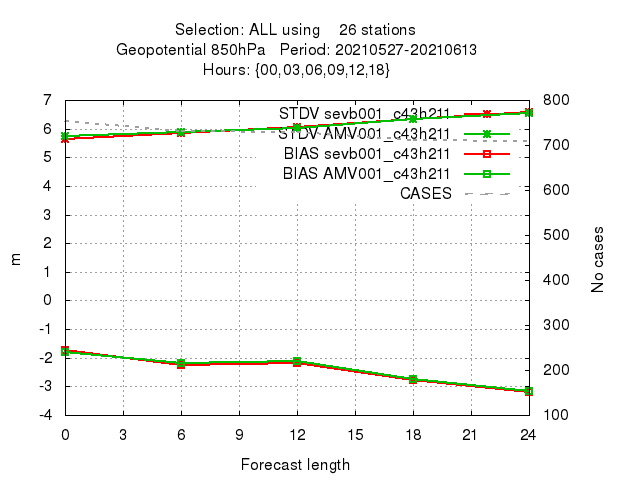 Selection: ALL using 26 stations
Geopotential 850hPa Period: 20210527-20210613
Hours: {00,03,06,09,12,18}
7 800
STDV sevb001_c43h211
6 STDV AMV001_c43h211 700
BIAS sevb001_c43h211
5 BIAS AMV001_c43h211
CASES
4 600
3
2 500
m No cases
1
0 400
-1 300
-2 200
-3
-4 100
0 3 6 9 12 15 18 21 24
Forecast length